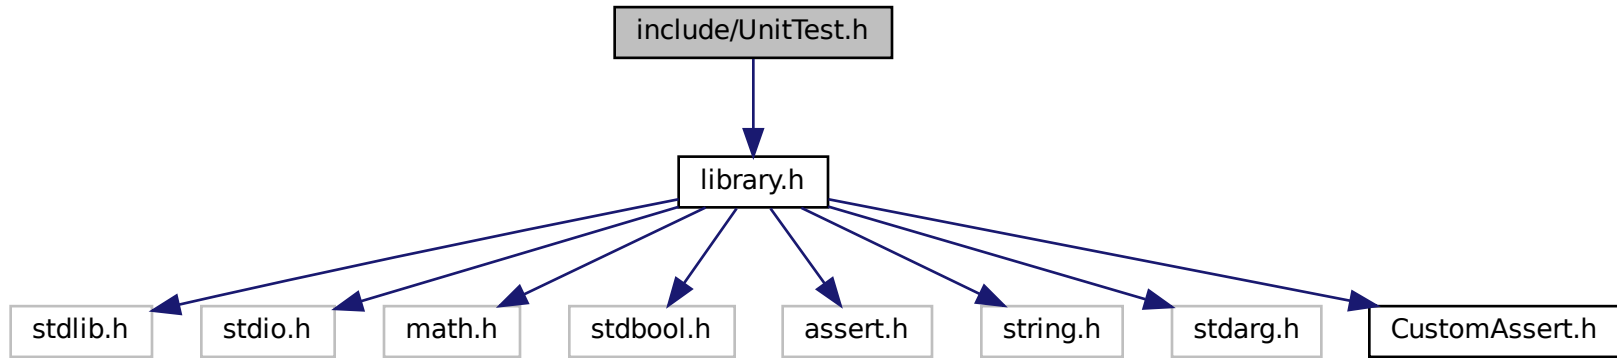 include/UnitTest.h
library.h
stdlib.h
stdio.h
math.h
stdbool.h
assert.h
string.h
stdarg.h
CustomAssert.h